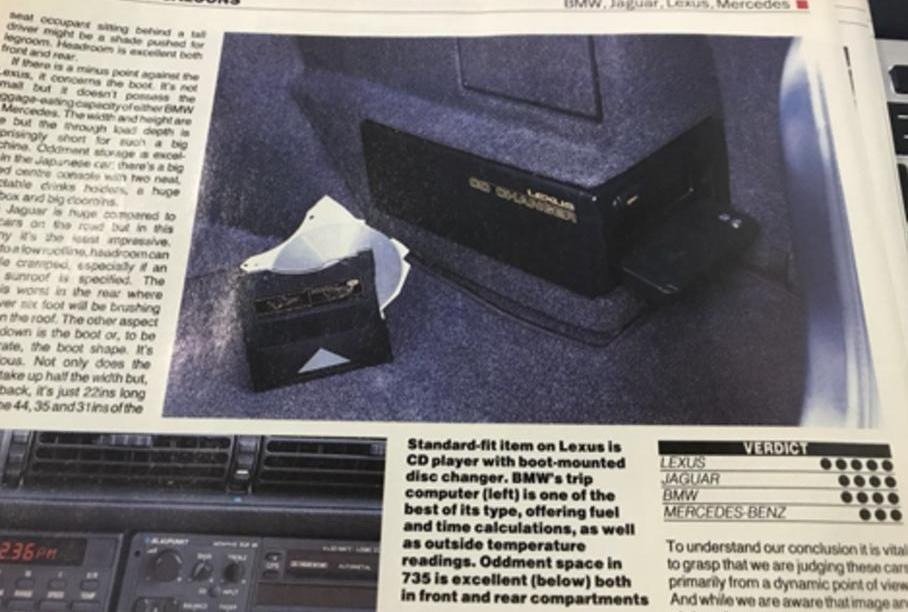 BMW, Jaguar, Lexus, Mercedes
seat occupant sitting behind a tall
driver might be a shade pushed for
legroom. Headroom is excellent both
front and rear.
If there is a minus point against the
Lexus, it concerns the boot. It's not
but it doesn't possess the
capacity of either BMW
Mercedes. The width and height are
but the through load depth is
short for such a big
Oddment storage is
in the Japanese car: there's a big
centre console with two neat,
drinks holders, a huge
box and big doorbins.
Jaguar is huge compared to
cars on the road but in this
it's the least impressive.
to a low roofline, headroom can
cramped, especially if an
sunroof is specified. The
is worst in the rear where
six foot will be brushing
the roof. The other aspect
down is the boot or, to be
the boot shape. It's
Not only does the
take up half the width but,
back, it's just 22ins long
44, 35 and 31ins of the
LEXUS
CD CHANGER
2:36 PM
BLAUPUNKT
BASS
TREBLE
BALANCE
FADER
Standard-fit item on Lexus is
CD player with boot-mounted
disc changer. BMW's trip
computer (left) is one of the
best of its type, offering fuel
and time calculations, as well
as outside temperature
readings. Oddment space in
735 is excellent (below) both
in front and rear compartments
VERDICT
LEXUS ●●●●●
JAGUAR ●●●●
BMW ●●●●
MERCEDES-BENZ ●●●
To understand our conclusion it is vital
to grasp that we are judging these cars
primarily from a dynamic point of view
And while we are aware that image